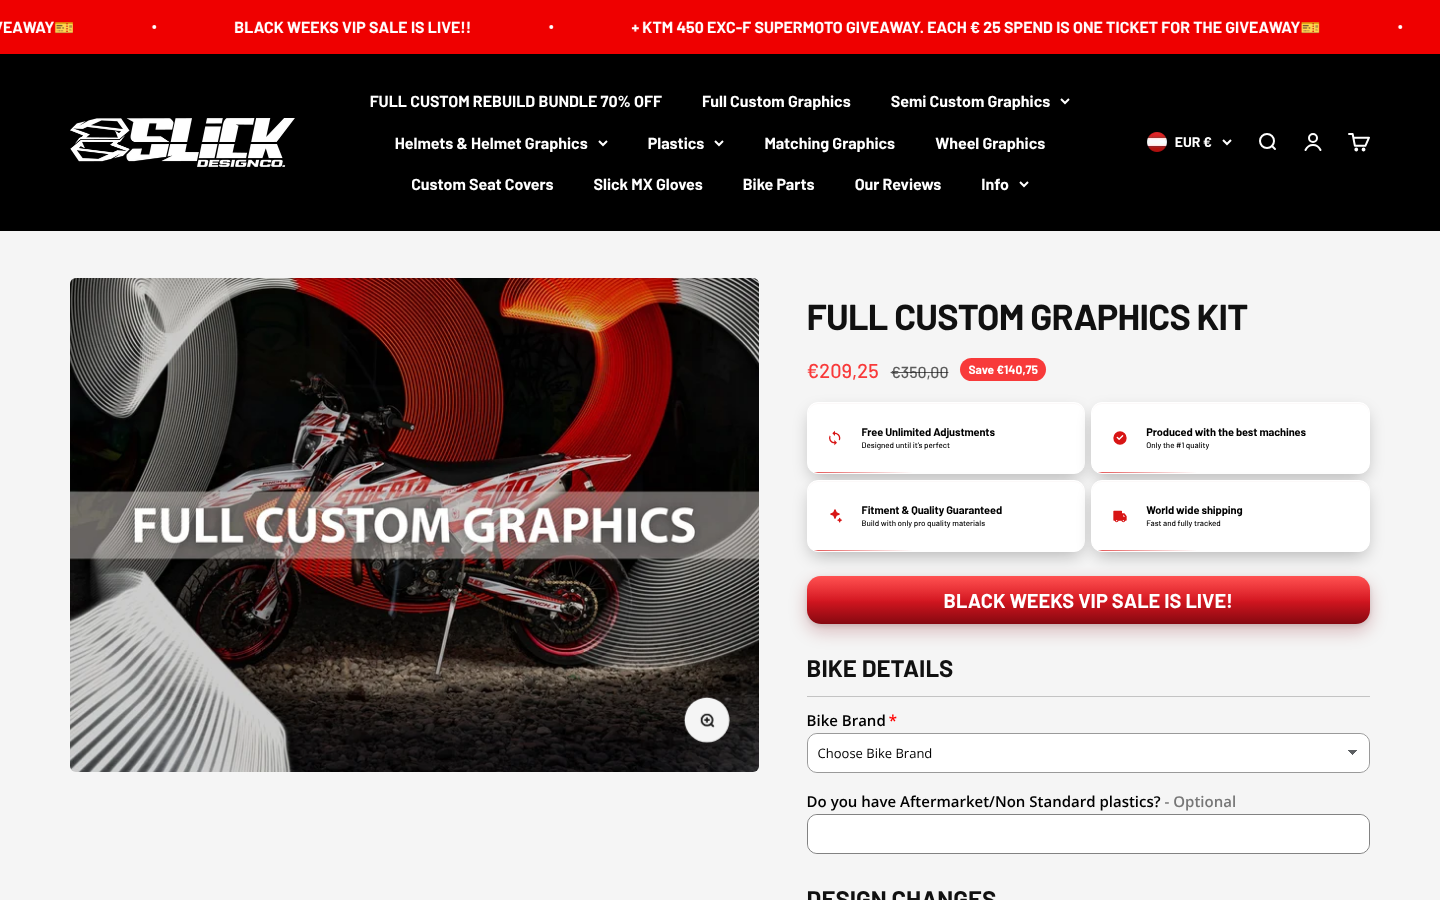 VEAWAY🎫 • BLACK WEEKS VIP SALE IS LIVE!! • + KTM 450 EXC-F SUPERMOTO GIVEAWAY. EACH € 25 SPEND IS ONE TICKET FOR THE GIVEAWAY🎫 •
FULL CUSTOM REBUILD BUNDLE 70% OFF Full Custom Graphics Semi Custom Graphics
SLICK
DESIGNCO.
Helmets & Helmet Graphics Plastics Matching Graphics Wheel Graphics
EUR €
Custom Seat Covers Slick MX Gloves Bike Parts Our Reviews Info
FULL CUSTOM GRAPHICS
FULL CUSTOM GRAPHICS KIT
€209,25 €350,00 Save €140,75
Free Unlimited Adjustments
Designed until it's perfect
Produced with the best machines
Only the #1 quality
Fitment & Quality Guaranteed
Build with only pro quality materials
World wide shipping
Fast and fully tracked
BLACK WEEKS VIP SALE IS LIVE!
BIKE DETAILS
Bike Brand *
Choose Bike Brand
Do you have Aftermarket/Non Standard plastics? - Optional
DESIGN CHANGES